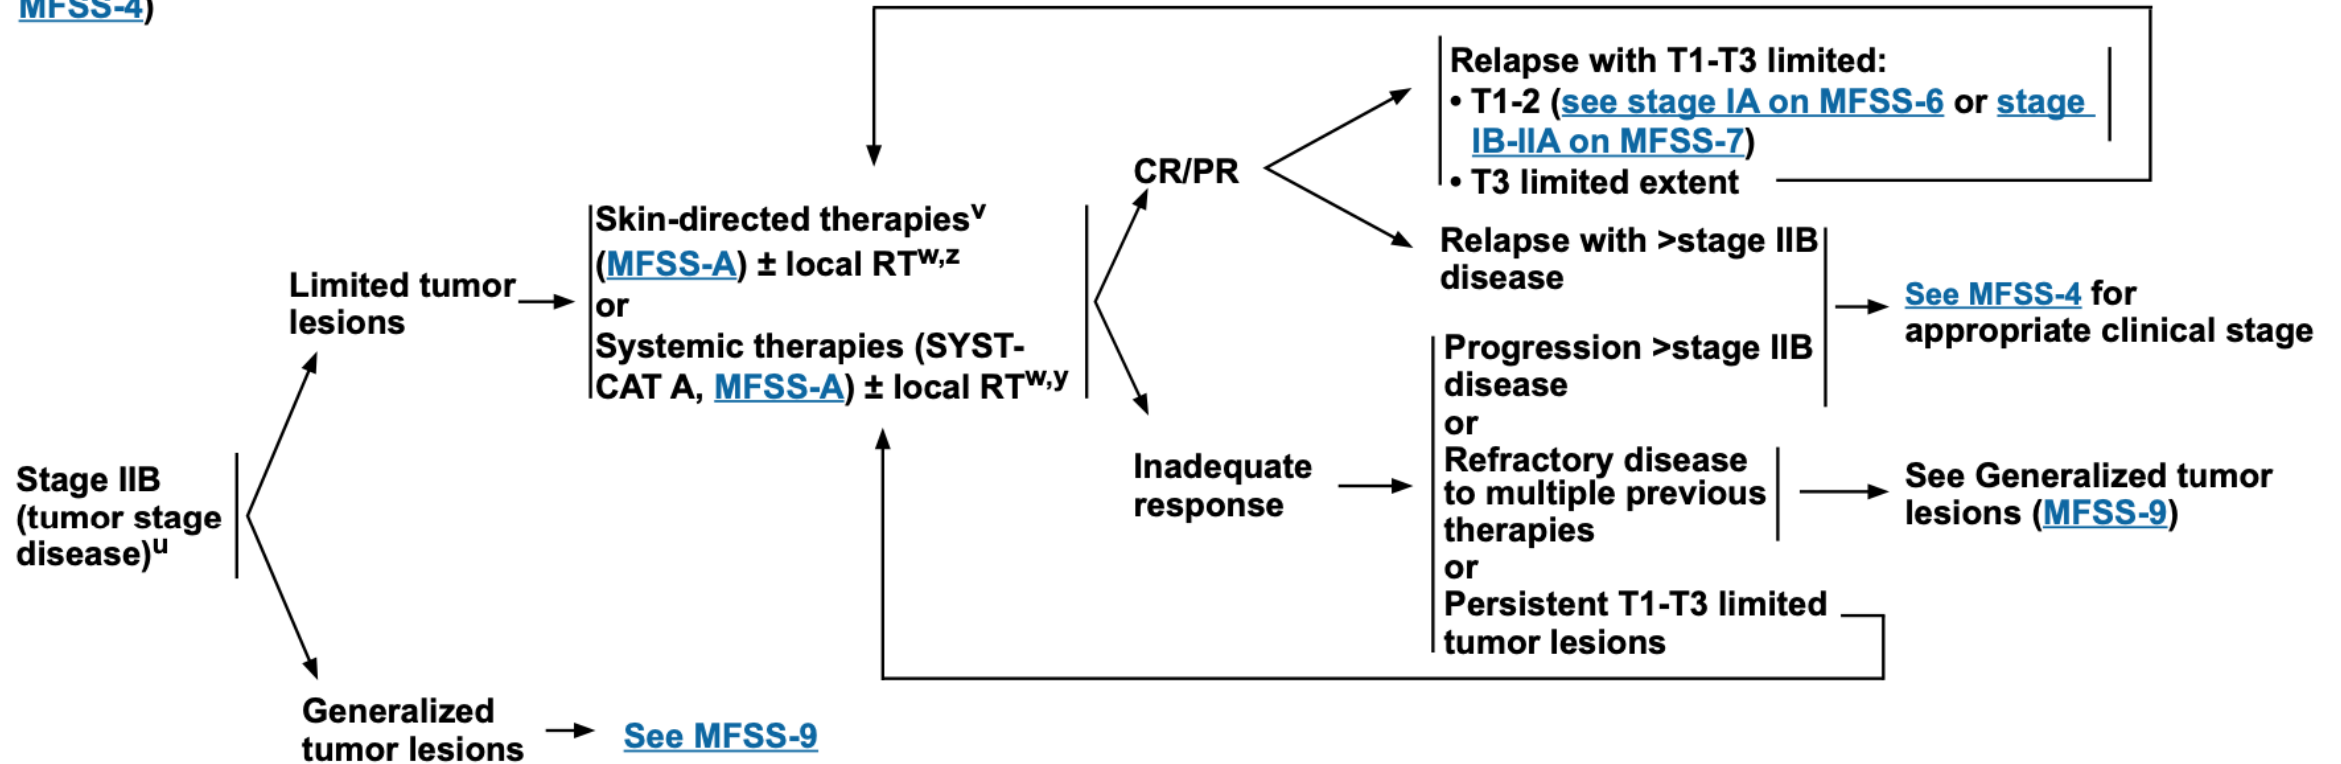 MFSS-4)
Stage IIB
(tumor stage
disease)u
Limited tumor
lesions
Generalized
tumor lesions
See MFSS-9
Skin-directed therapiesv
(MFSS-A) ± local RTw,z
or
Systemic therapies (SYST-
CAT A, MFSS-A) ± local RTw,y
CR/PR
Inadequate
response
Relapse with T1-T3 limited:
• T1-2 (see stage IA on MFSS-6 or stage
IB-IIA on MFSS-7)
• T3 limited extent
Relapse with >stage IIB
disease
Progression >stage IIB
disease
or
Refractory disease
to multiple previous
therapies
or
Persistent T1-T3 limited
tumor lesions
See MFSS-4 for
appropriate clinical stage
See Generalized tumor
lesions (MFSS-9)